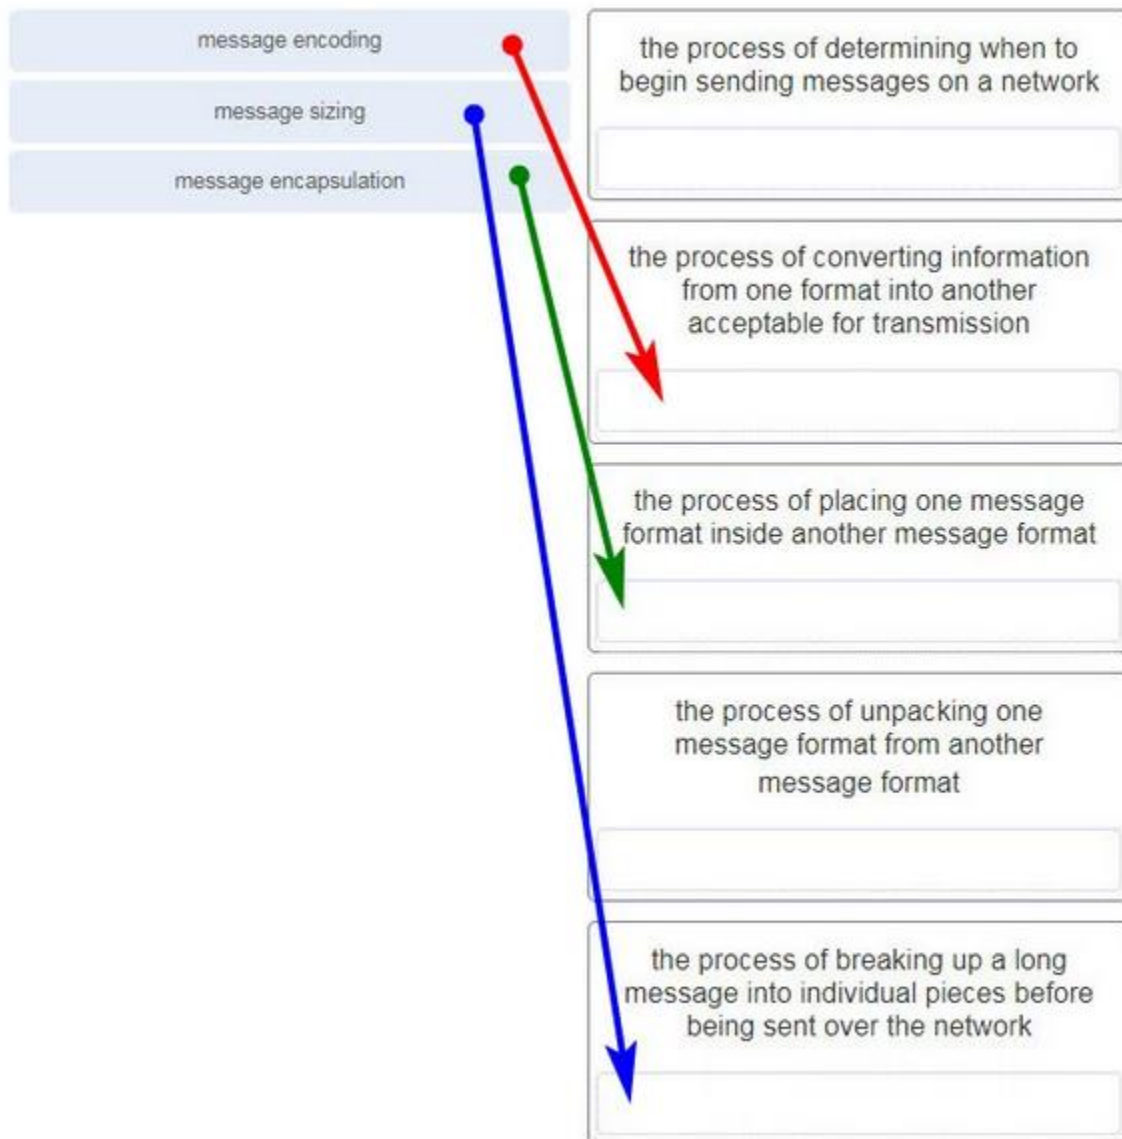 message encoding
message sizing
message encapsulation
the process of determining when to
begin sending messages on a network
the process of converting information
from one format into another
acceptable for transmission
the process of placing one message
format inside another message format
the process of unpacking one
message format from another
message format
the process of breaking up a long
message into individual pieces before
being sent over the network